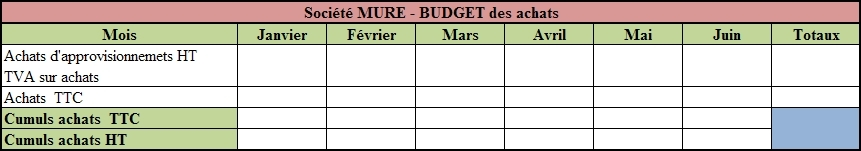 Société MURE - BUDGET des achats
Mois Janvier Février Mars Avril Mai Juin Totaux
Achats d'approvisionnemets HT
TVA sur achats
Achats TTC
Cumuls achats TTC
Cumuls achats HT